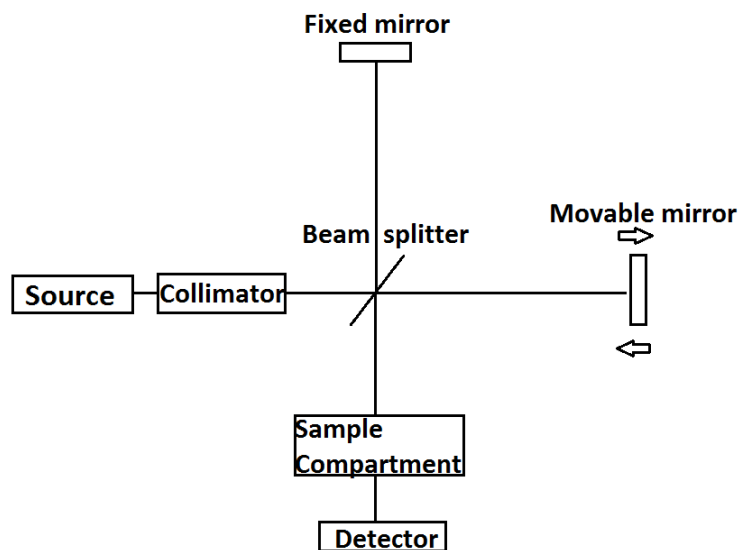 Fixed mirror
Movable mirror
Beam splitter
Source
Collimator
Sample
Compartment
Detector